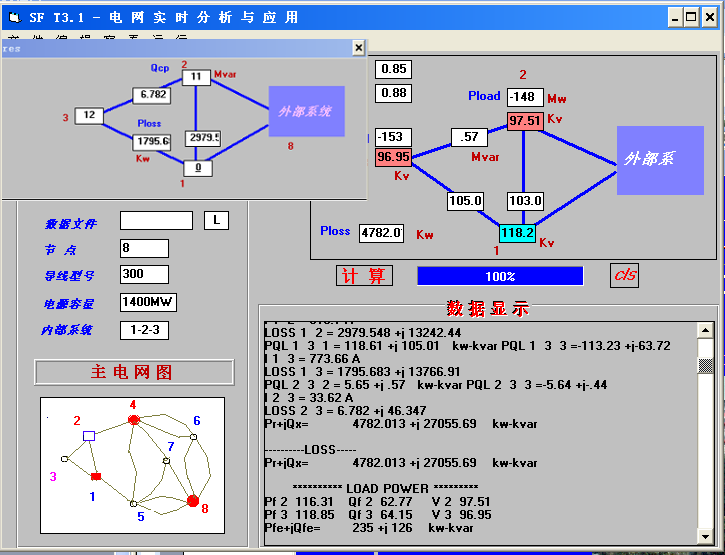 SF T3.1 - 电网实时分析与应用
res
Qcp
2
11
Mvar
6.782
3
12
Ploss
1795.6
Kw
2979.5
0
1
外部系统
8
0.85
0.88
2
Pload
-148
Mw
97.51
Kv
-153
.57
Mvar
96.95
Kv
外部系
105.0
103.0
Ploss
4782.0
Kw
118.2
Kv
1
数据文件
L
节 点
8
导线型号
300
电源容量
1400MW
内部系统
1-2-3
计 算
100%
cls
主 电 网 图
4
2
6
7
3
1
5
8
数据显示
LOSS 1 2 = 2979.548 +j 13242.44
PQL 1 3 1 = 118.61 +j 105.01 kw-kvar PQL 1 3 3 =-113.23 +j-63.72
I 1 3 = 773.66 A
LOSS 1 3 = 1795.683 +j 13766.91
PQL 2 3 2 = 5.65 +j .57 kw-kvar PQL 2 3 3 =-5.64 +j-.44
I 2 3 = 33.62 A
LOSS 2 3 = 6.782 +j 46.347
Pr+jQx= 4782.013 +j 27055.69 kw-kvar
----------LOSS-----
Pr+jQx= 4782.013 +j 27055.69 kw-kvar
********** LOAD POWER *********
Pf 2 116.31 Qf 2 62.77 V 2 97.51
Pf 3 118.85 Qf 3 64.15 V 3 96.95
Pfe+jQfe= 235 +j 126 kw-kvar